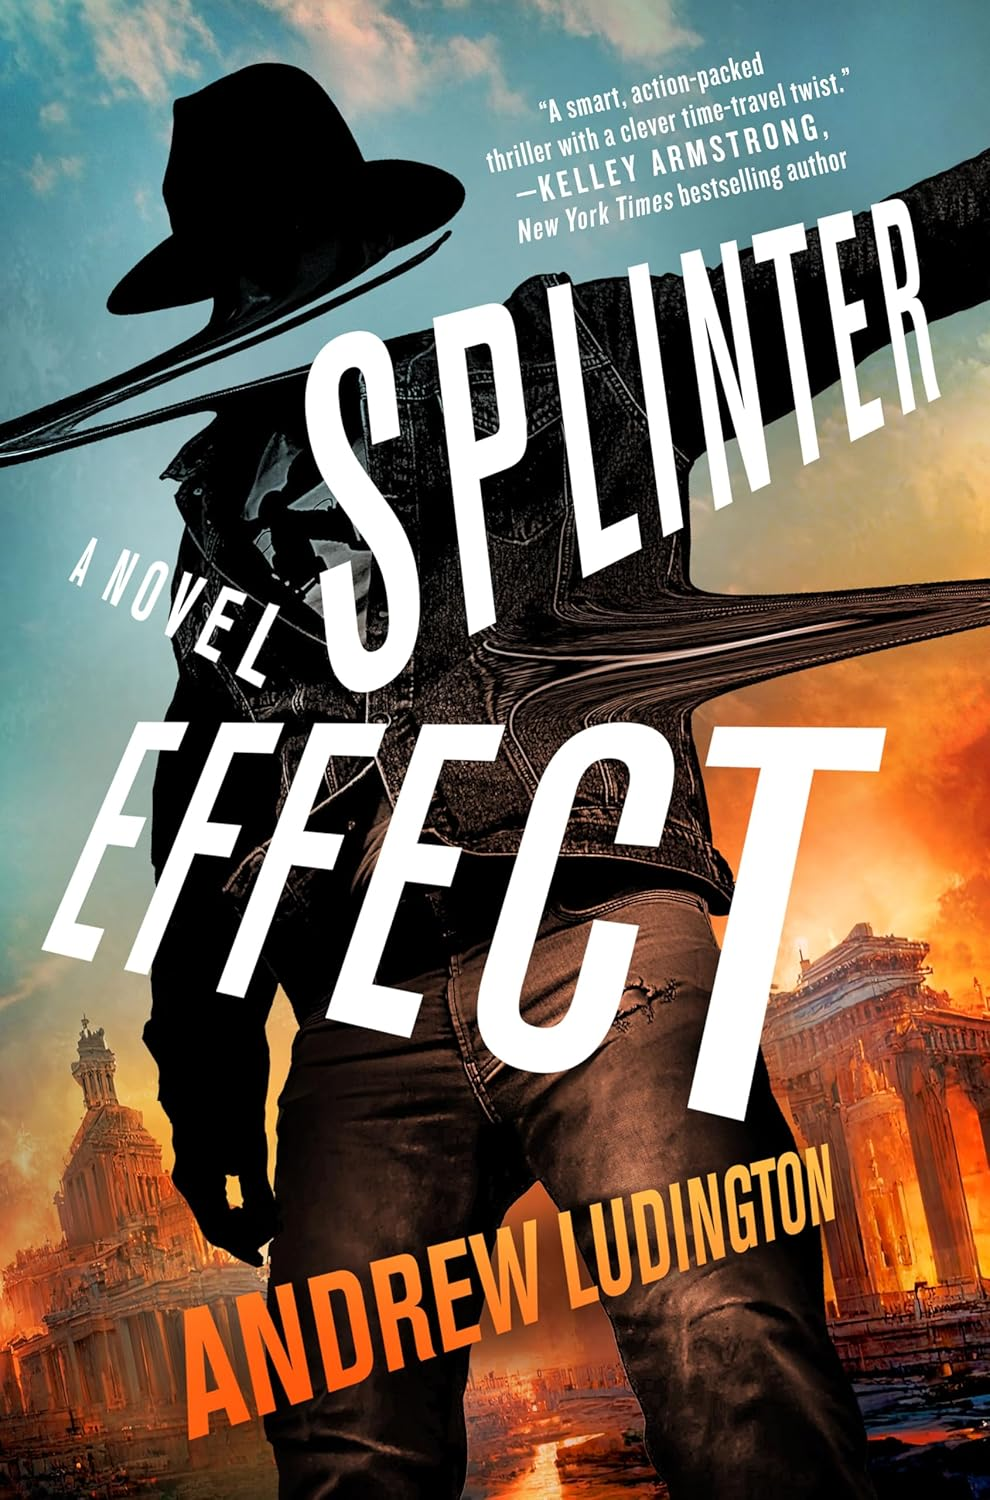 “A smart, action-packed
thriller with a clever time-travel twist.”
—KELLEY ARMSTRONG,
New York Times bestselling author
SPLINTER
A NOVEL
EFFECT
ANDREW LUDINGTON